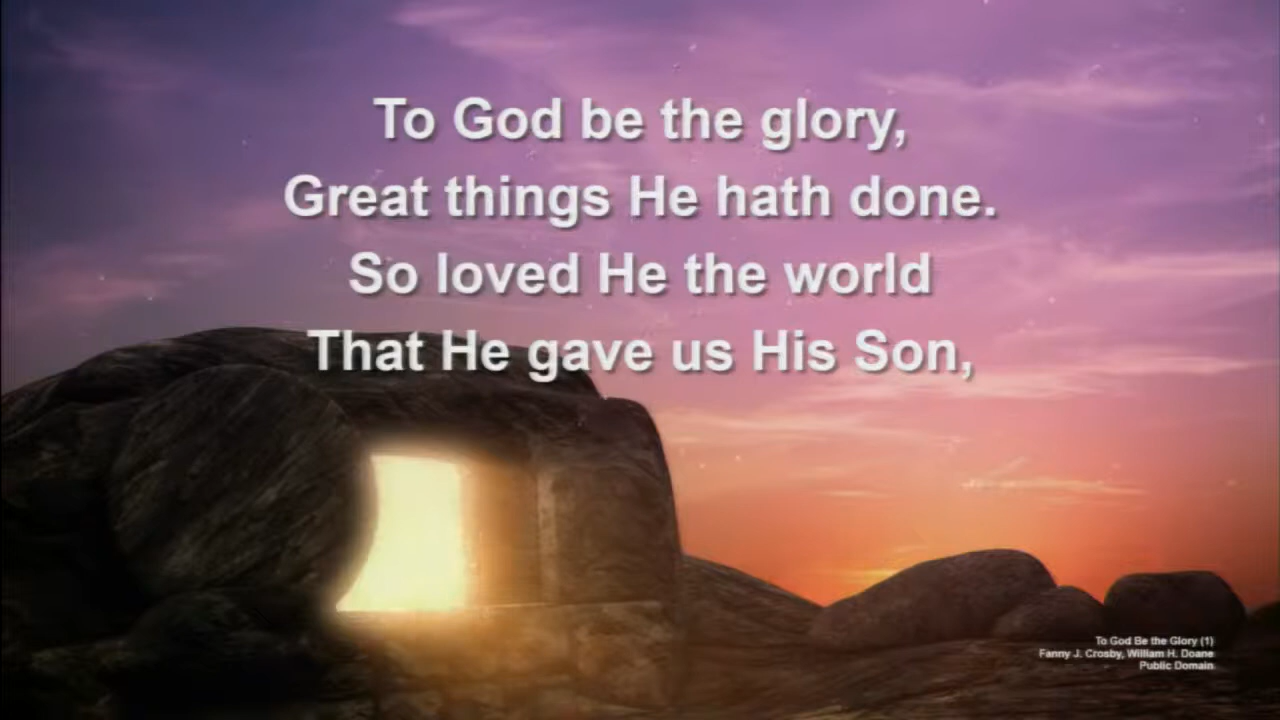 To God be the glory,
Great things He hath done.
So loved He the world
That He gave us His Son,
To God Be the Glory (1)
Fanny J. Crosby, William H. Doane
Public Domain